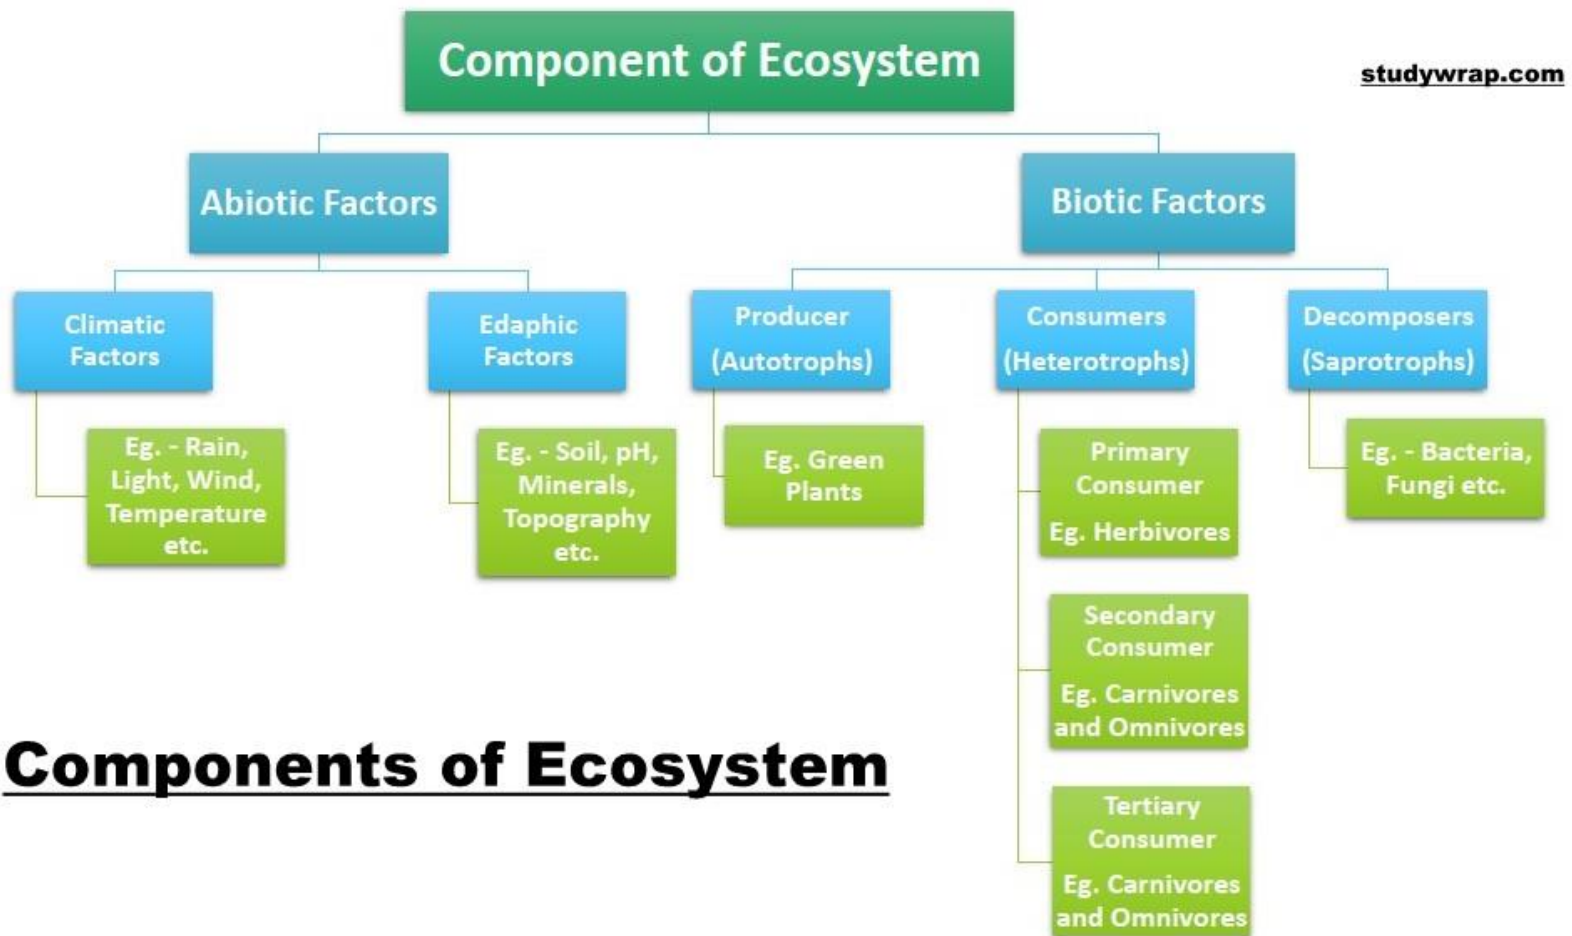 Component of Ecosystem
studywrap.com
Abiotic Factors
Biotic Factors
Climatic
Factors
Edaphic
Factors
Producer
(Autotrophs)
Consumers
(Heterotrophs)
Decomposers
(Saprotrophs)
Eg. - Rain,
Light, Wind,
Temperature
etc.
Eg. - Soil, pH,
Minerals,
Topography
etc.
Eg. Green
Plants
Primary
Consumer
Eg. Herbivores
Eg. - Bacteria,
Fungi etc.
Secondary
Consumer
Eg. Carnivores
and Omnivores
Components of Ecosystem
Tertiary
Consumer
Eg. Carnivores
and Omnivores